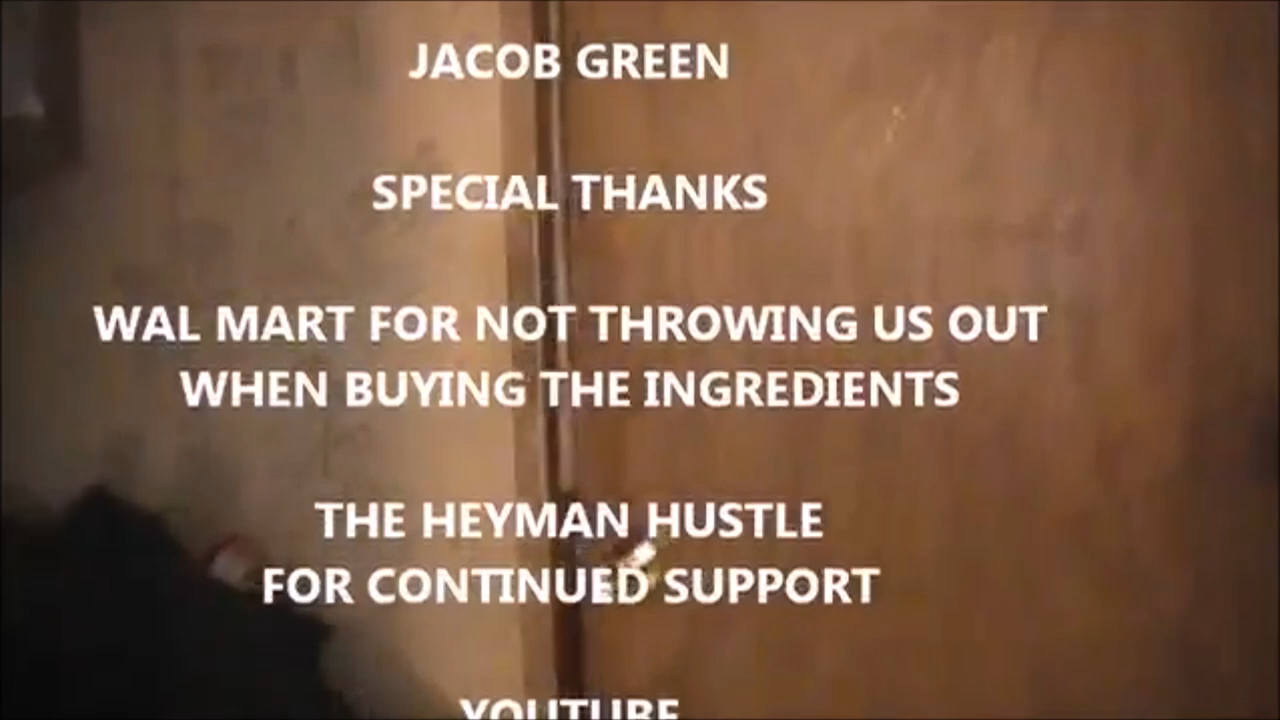 JACOB GREEN
SPECIAL THANKS
WAL MART FOR NOT THROWING US OUT
WHEN BUYING THE INGREDIENTS
THE HEYMAN HUSTLE
FOR CONTINUED SUPPORT
YOUTUBE